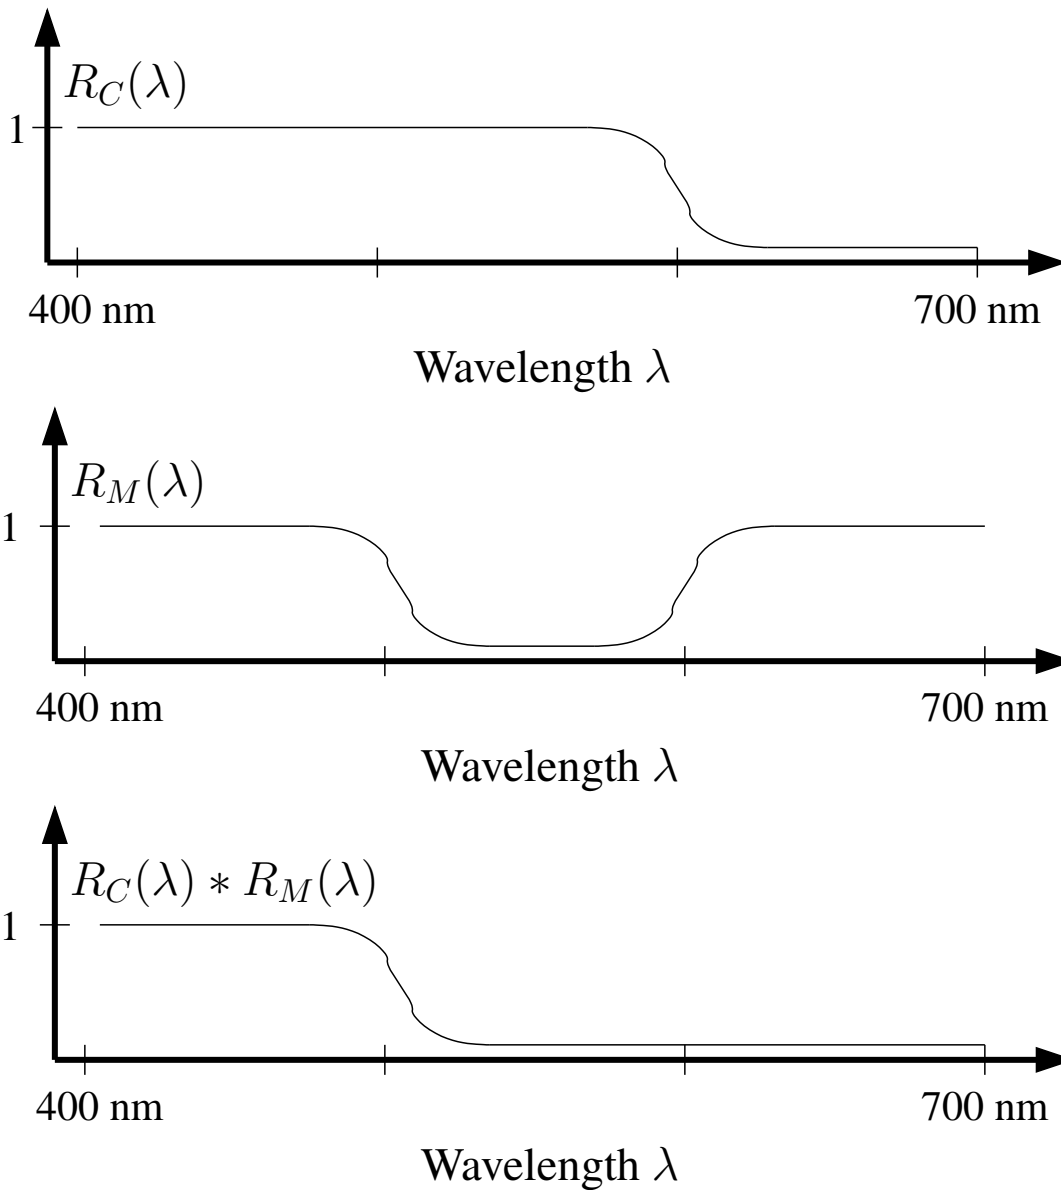 R_C(λ)
1
400 nm 700 nm
Wavelength λ
R_M(λ)
1
400 nm 700 nm
Wavelength λ
R_C(λ) * R_M(λ)
1
400 nm 700 nm
Wavelength λ